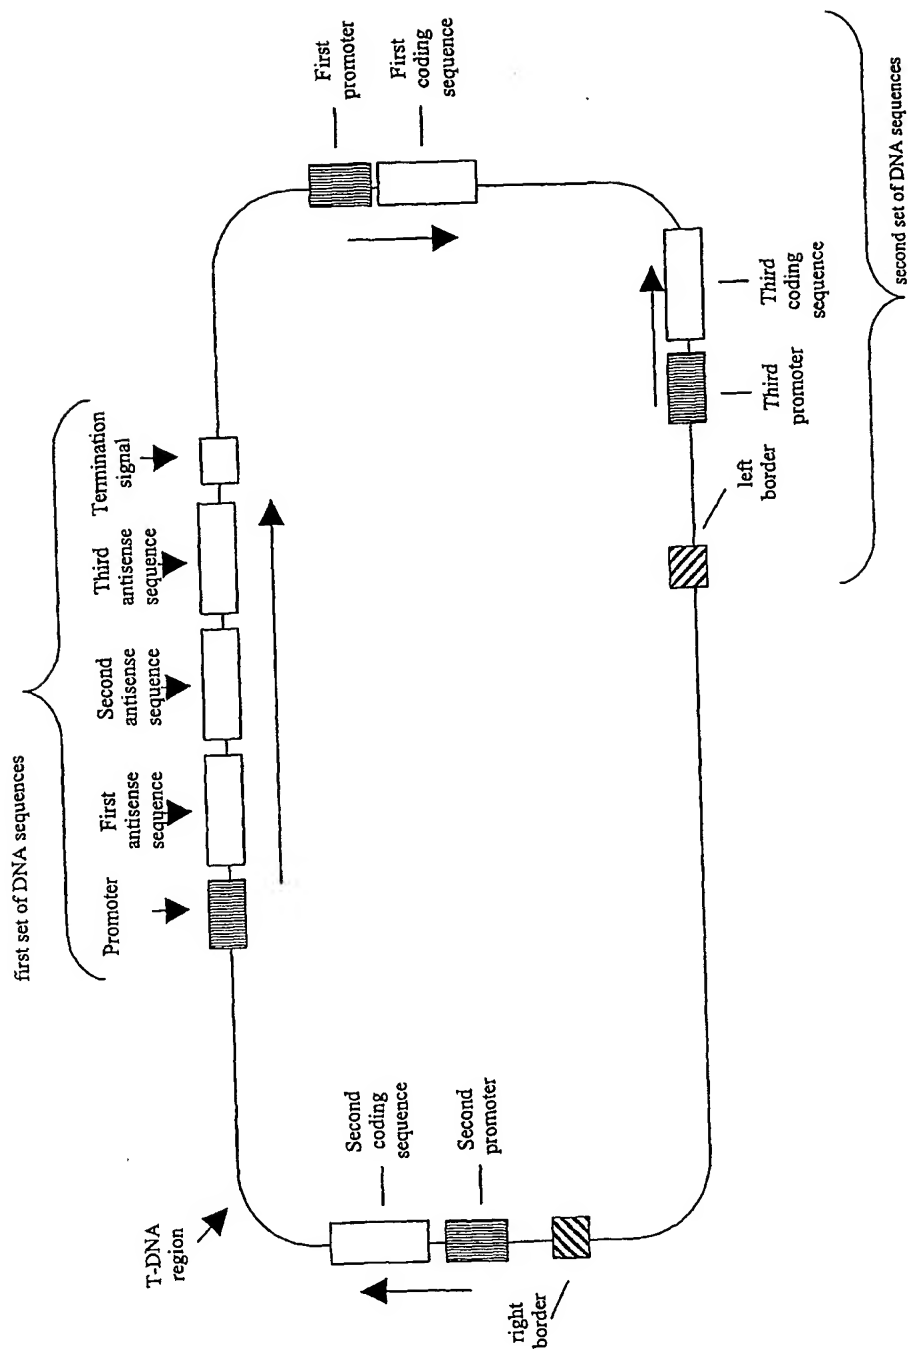 first set of DNA sequences
Promoter
First
antisense
sequence
Second
antisense
sequence
Third
antisense
sequence
Termination
signal
First
promoter
First
coding
sequence
T-DNA
region
Second
coding
sequence
Second
promoter
right
border
left
border
Third
promoter
Third
coding
sequence
second set of DNA sequences